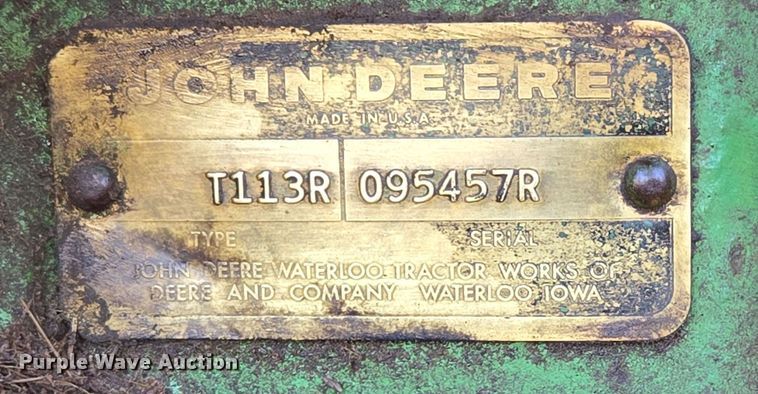 JOHN DEERE
MADE IN U.S.A.
T113R 095457R
TYPE SERIAL
JOHN DEERE WATERLOO TRACTOR WORKS OF
DEERE AND COMPANY WATERLOO IOWA
Purple Wave Auction